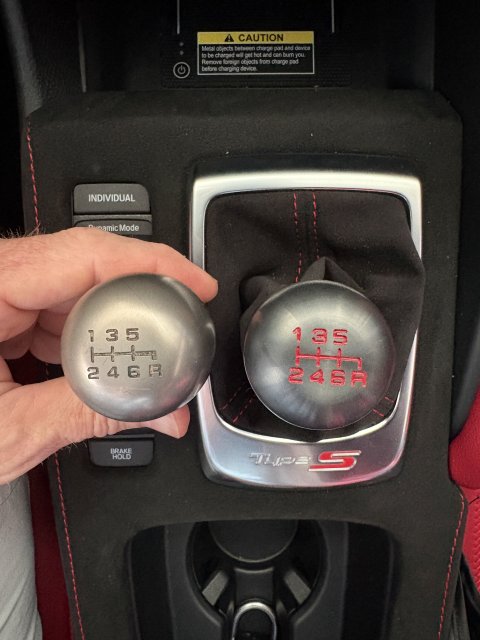 CAUTION
Metal objects between charge pad and device
to be charged will get hot and can burn you.
Remove foreign objects from charge pad
before charging device.
INDIVIDUAL
Dynamic Mode
1 3 5
2 4 6 R
1 3 5
2 4 6 R
BRAKE
HOLD
Type S